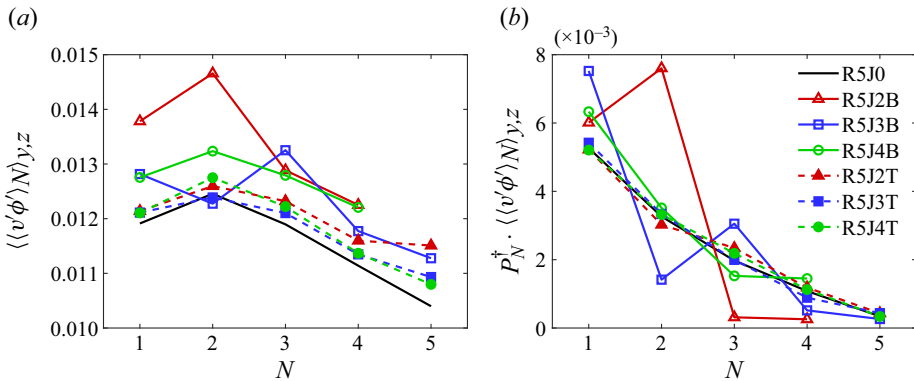 (a)
0.015
0.014
0.013
0.012
0.011
0.010
⟨⟨v′ϕ′⟩N⟩y,z
1 2 3 4 5
N
(b)
(×10−3)
8
6
4
2
0
P†N · ⟨⟨v′ϕ′⟩N⟩y,z
1 2 3 4 5
N
R5J0
R5J2B
R5J3B
R5J4B
R5J2T
R5J3T
R5J4T